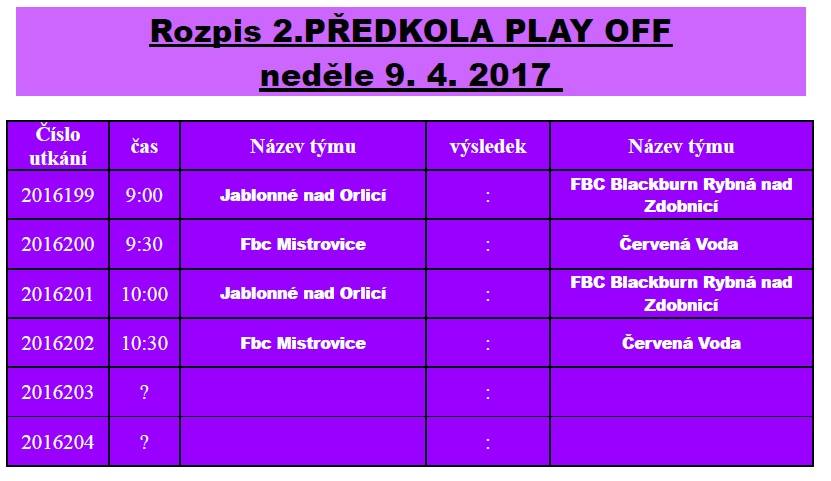 Rozpis 2.PŘEDKOLA PLAY OFF
neděle 9. 4. 2017
Číslo utkání čas Název týmu výsledek Název týmu
2016199 9:00 Jablonné nad Orlicí : FBC Blackburn Rybná nad Zdobnicí
2016200 9:30 Fbc Mistrovice : Červená Voda
2016201 10:00 Jablonné nad Orlicí : FBC Blackburn Rybná nad Zdobnicí
2016202 10:30 Fbc Mistrovice : Červená Voda
2016203 ? :
2016204 ? :